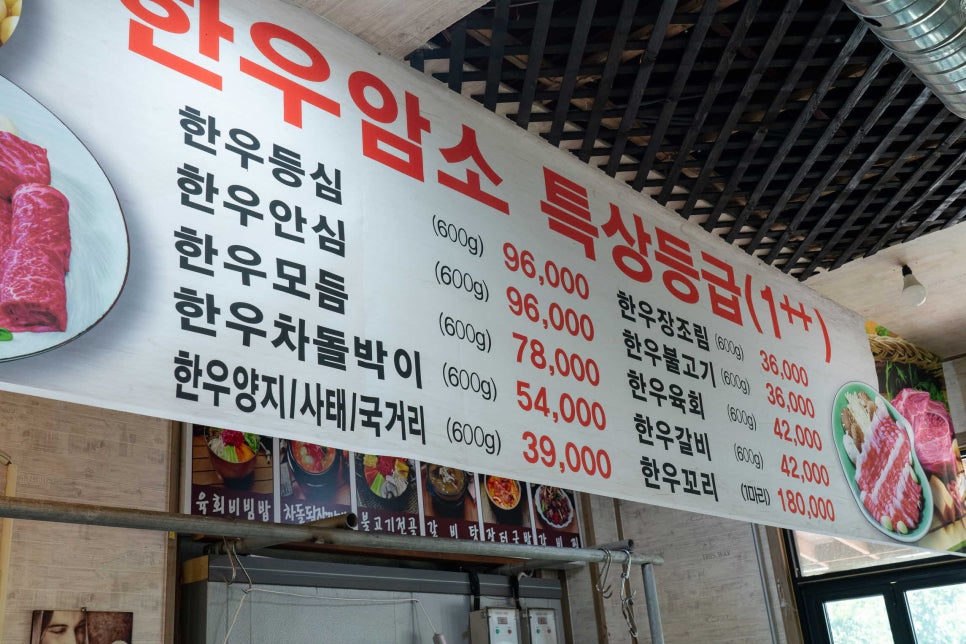 한우암소 특상등급(1++)
한우등심 (600g) 96,000
한우안심 (600g) 96,000
한우모듬 (600g) 78,000
한우차돌박이 (600g) 54,000
한우양지/사태/국거리 (600g) 39,000
한우장조림 (600g) 36,000
한우불고기 (600g) 36,000
한우육회 (600g) 42,000
한우갈비 (600g) 42,000
한우꼬리 (1마리) 180,000
육회비빔밥
불고기전골
갈비탕